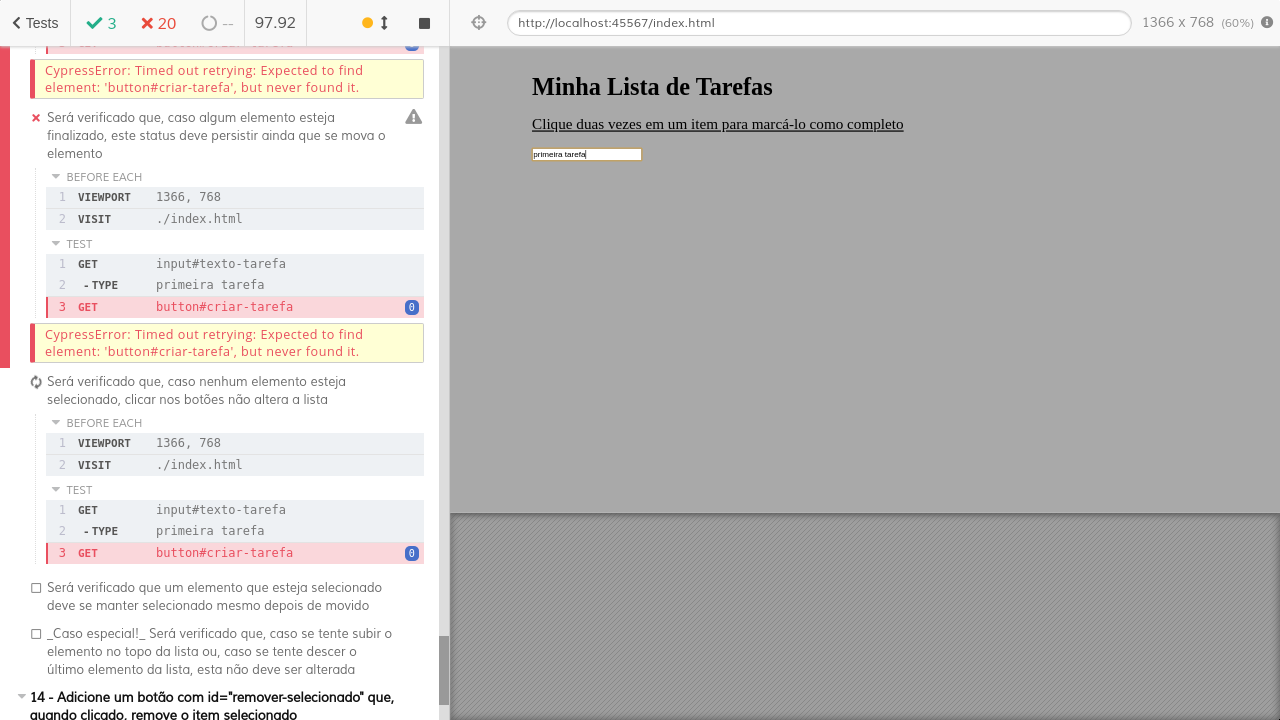 Tests
3
20
--
97.92
http://localhost:45567/index.html
1366 x 768 (60%)
CypressError: Timed out retrying: Expected to find
element: 'button#criar-tarefa', but never found it.
Será verificado que, caso algum elemento esteja
finalizado, este status deve persistir ainda que se mova o
elemento
BEFORE EACH
1 VIEWPORT 1366, 768
2 VISIT ./index.html
TEST
1 GET input#texto-tarefa
2 -TYPE primeira tarefa
3 GET button#criar-tarefa 0
CypressError: Timed out retrying: Expected to find
element: 'button#criar-tarefa', but never found it.
Será verificado que, caso nenhum elemento esteja
selecionado, clicar nos botões não altera a lista
BEFORE EACH
1 VIEWPORT 1366, 768
2 VISIT ./index.html
TEST
1 GET input#texto-tarefa
2 -TYPE primeira tarefa
3 GET button#criar-tarefa 0
Será verificado que um elemento que esteja selecionado
deve se manter selecionado mesmo depois de movido
_Caso especial!_ Será verificado que, caso se tente subir o
elemento no topo da lista ou, caso se tente descer o
último elemento da lista, esta não deve ser alterada
14 - Adicione um botão com id="remover-selecionado" que,
quando clicado, remove o item selecionado
Minha Lista de Tarefas
Clique duas vezes em um item para marcá-lo como completo
primeira tarefa